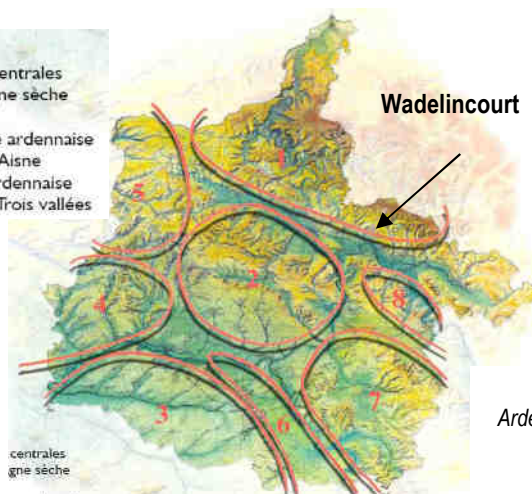 entrales
ne sèche
e ardennaise
Aisne
rdennaise
Trois vallées
Wadelincourt
1
5
2
4
8
3
7
6
Arde
centrales
gne sèche